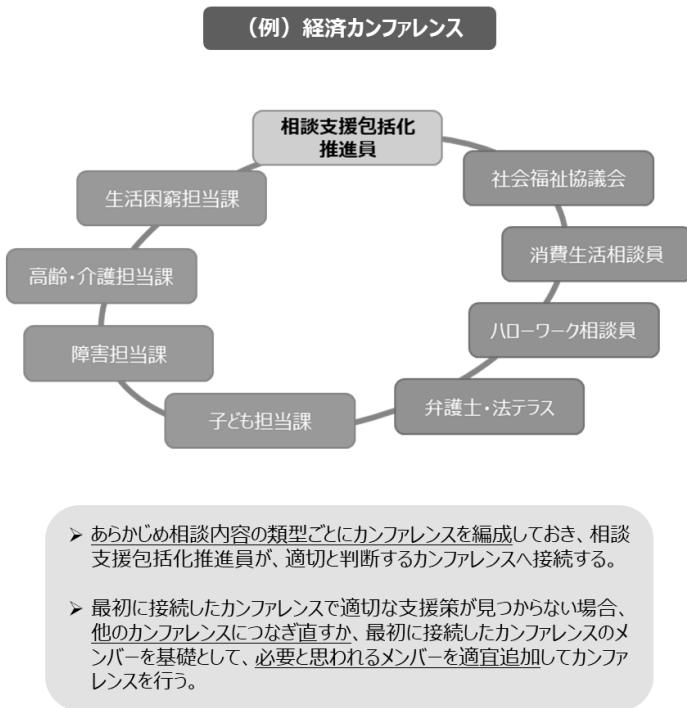 （例）経済カンファレンス
相談支援包括化
推進員
社会福祉協議会
生活困窮担当課
消費生活相談員
高齢・介護担当課
ハローワーク相談員
障害担当課
弁護士・法テラス
子ども担当課
➢ あらかじめ相談内容の類型ごとにカンファレンスを編成しておき、相談
支援包括化推進員が、適切と判断するカンファレンスへ接続する。
➢ 最初に接続したカンファレンスで適切な支援策が見つからない場合、
他のカンファレンスにつなぎ直すか、最初に接続したカンファレンスのメ
ンバーを基礎として、必要と思われるメンバーを適宜追加してカンファ
レンスを行う。